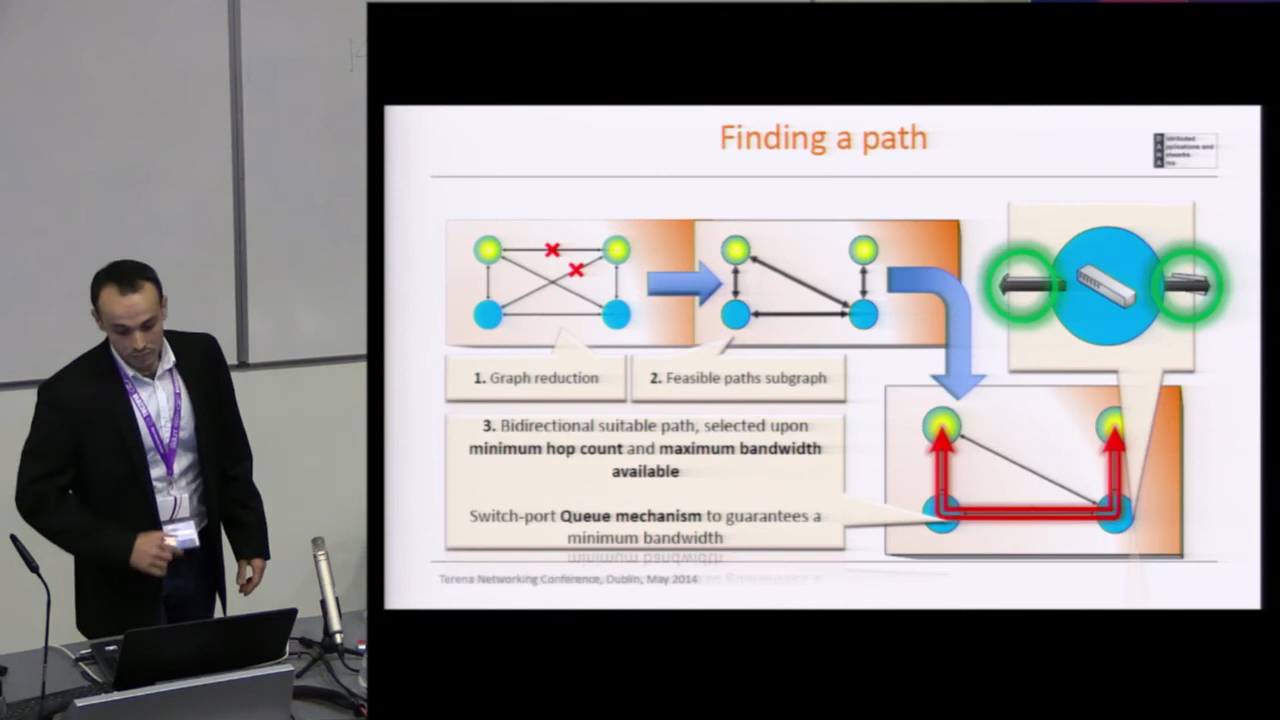 Finding a path
1. Graph reduction
2. Feasible paths subgraph
3. Bidirectional suitable path, selected upon
minimum hop count and maximum bandwidth
available
Switch-port Queue mechanism to guarantees a
minimum bandwidth
Terena Networking Conference, Dublin, May 2014